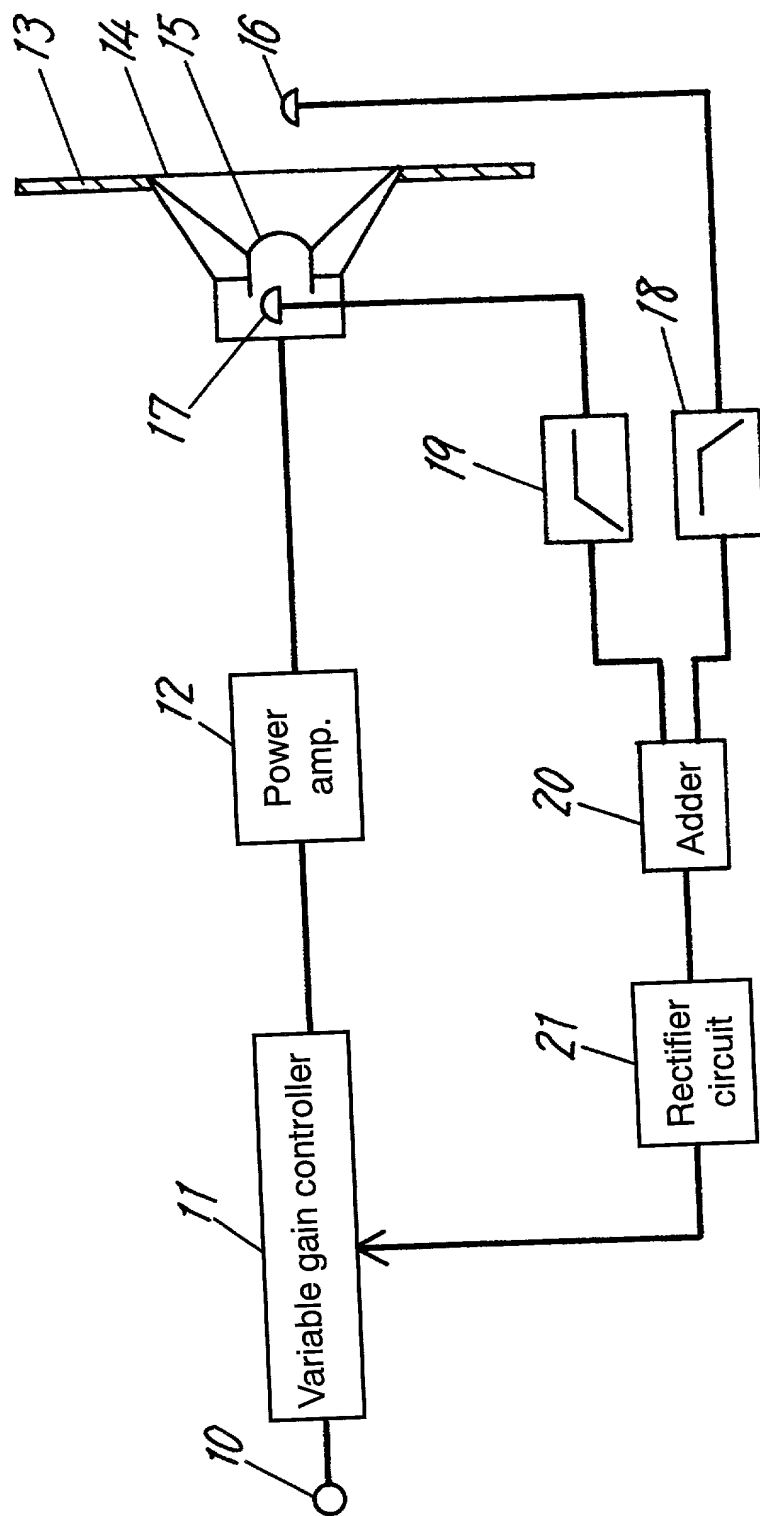 13
14
15
16
17
18
19
12
Power
amp.
20
Adder
21
Rectifier
circuit
11
Variable gain controller
10